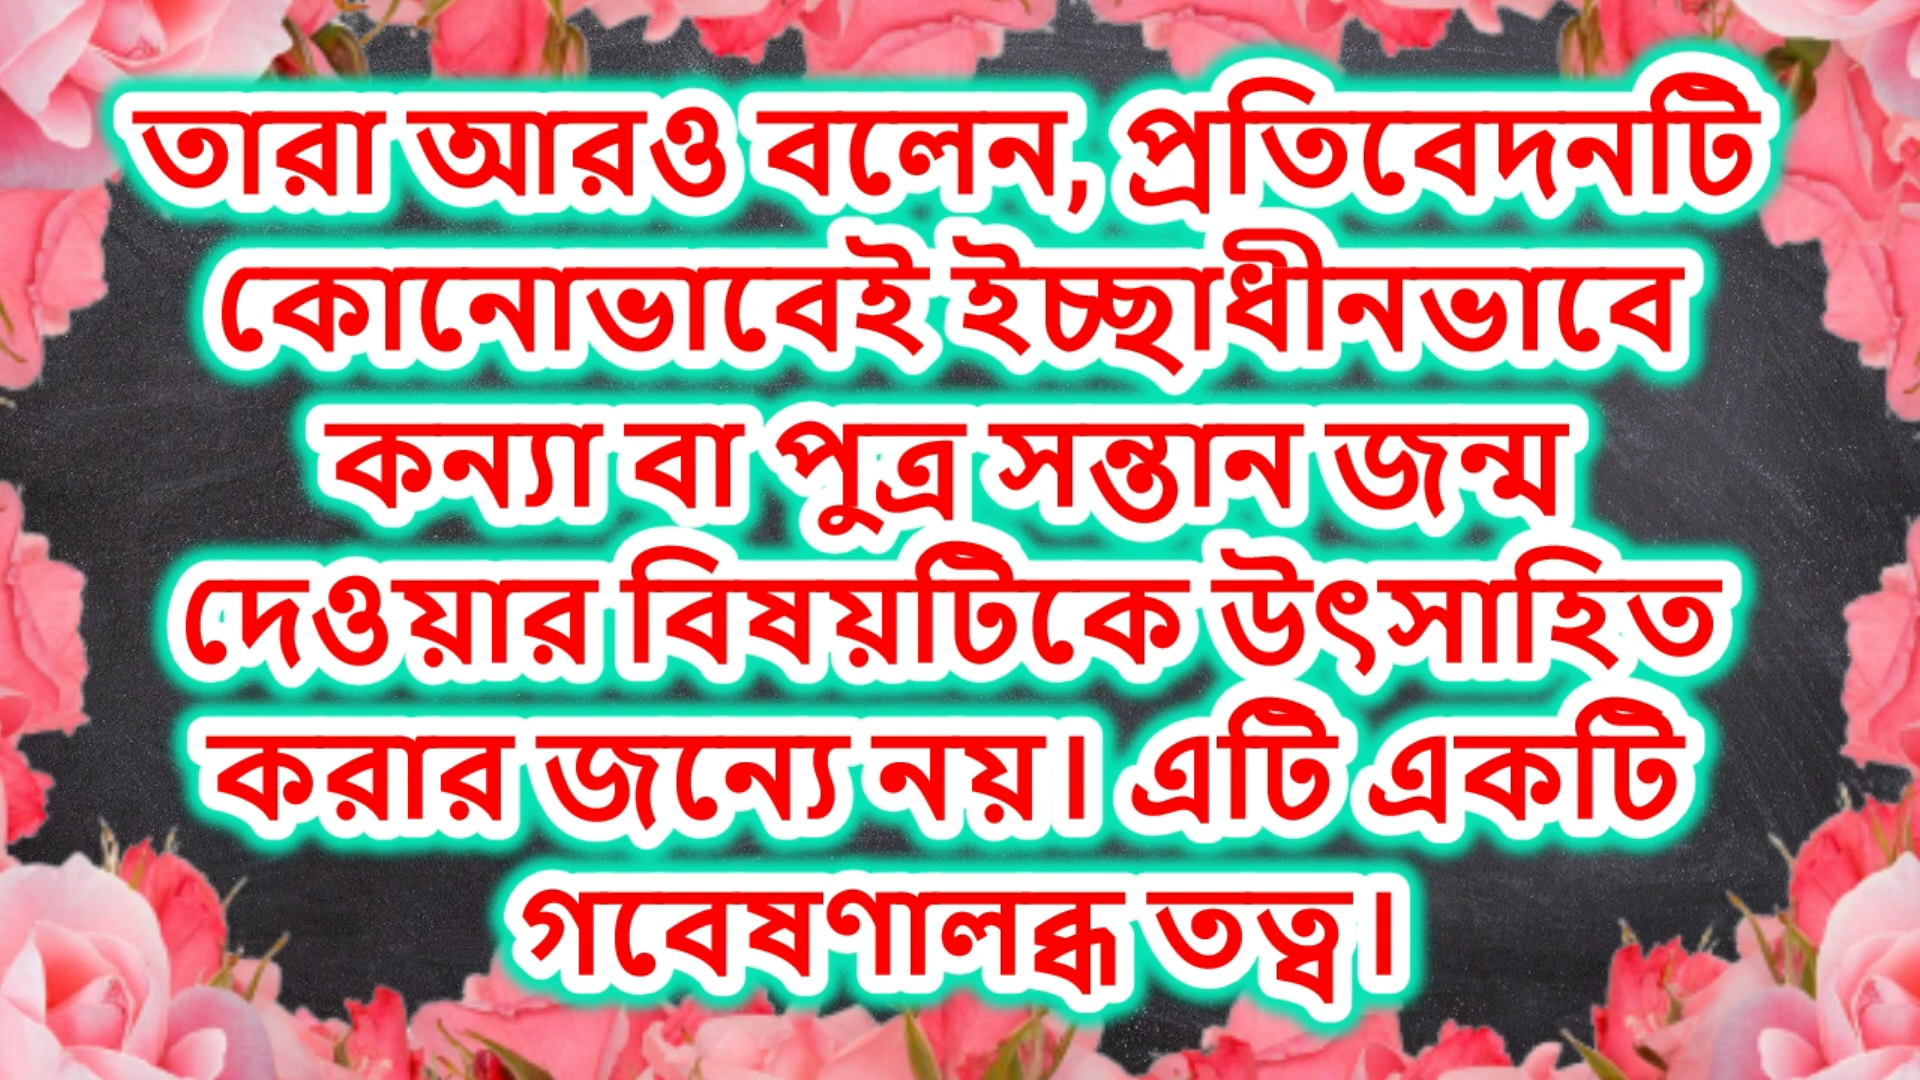 তারা আরও বলেন, প্রতিবেদনটি
কোনোভাবেই ইচ্ছাধীনভাবে
কন্যা বা পুত্র সন্তান জন্ম
দেওয়ার বিষয়টিকে উৎসাহিত
করার জন্যে নয়। এটি একটি
গবেষণালব্ধ তত্ব।